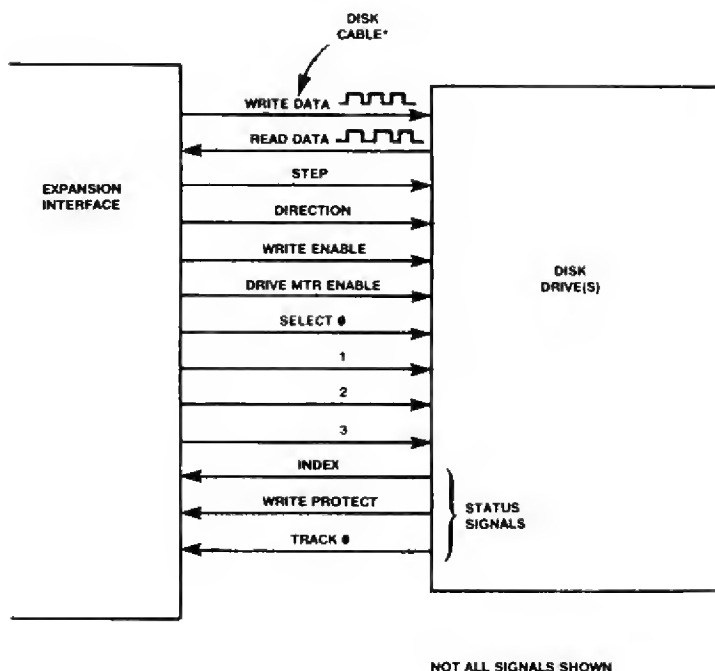 DISK
CABLE*
WRITE DATA
READ DATA
STEP
EXPANSION
INTERFACE
DIRECTION
WRITE ENABLE
DISK
DRIVE(S)
DRIVE MTR ENABLE
SELECT 0
1
2
3
INDEX
WRITE PROTECT
STATUS
SIGNALS
TRACK 0
NOT ALL SIGNALS SHOWN